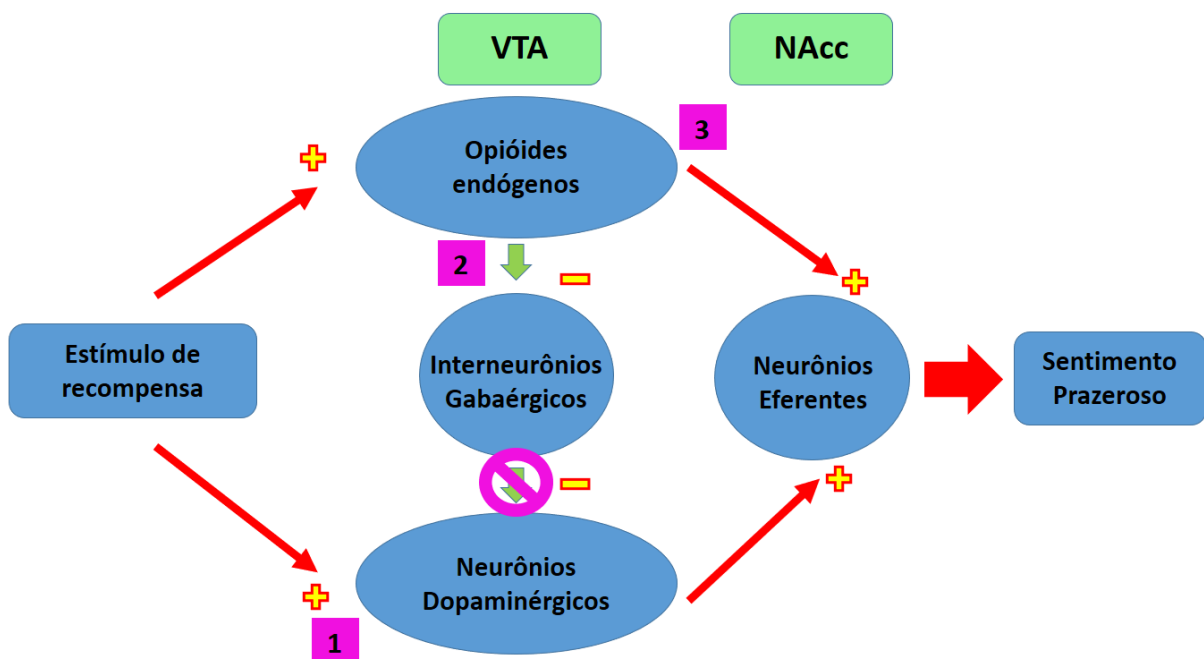 VTA
NAcc
3
Opióides
endógenos
2
Estímulo de
recompensa
Interneurônios
Gabaérgicos
Neurônios
Eferentes
Sentimento
Prazeroso
Neurônios
Dopaminérgicos
1